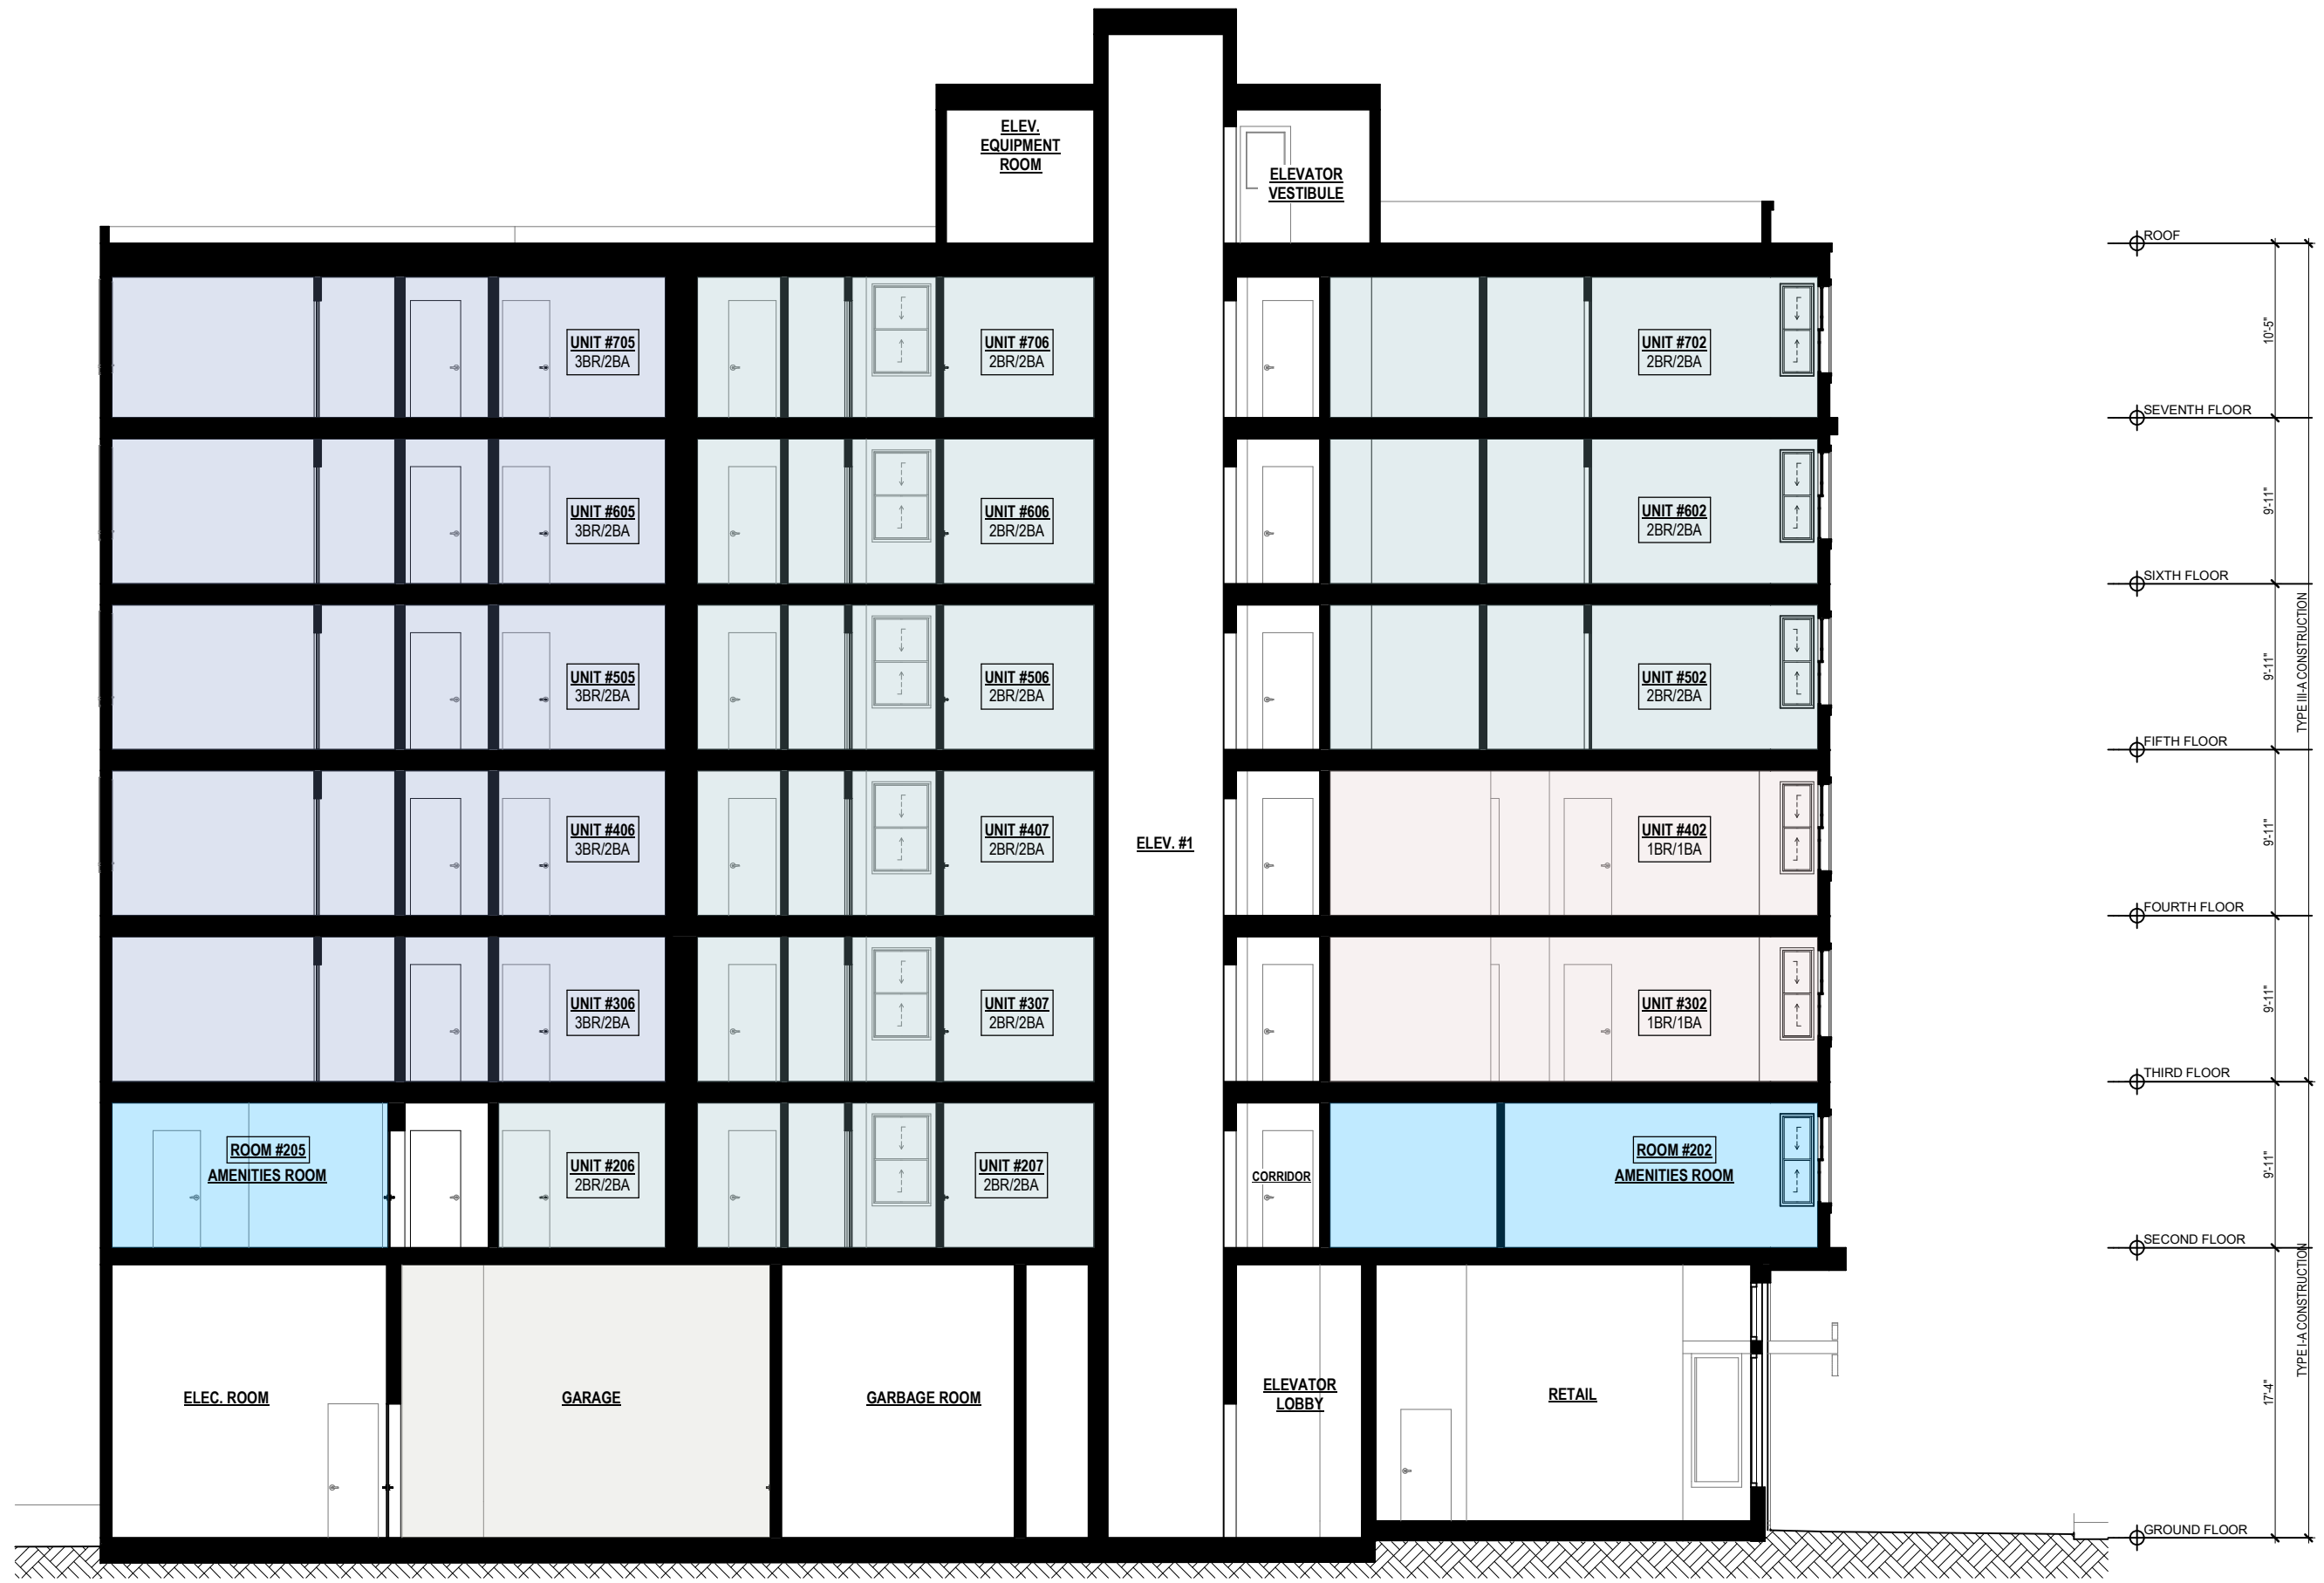 ELEV.
EQUIPMENT
ROOM
ELEVATOR
VESTIBULE
ROOF
UNIT #705
3BR/2BA
UNIT #706
2BR/2BA
UNIT #702
2BR/2BA
10'-5"
SEVENTH FLOOR
UNIT #605
3BR/2BA
UNIT #606
2BR/2BA
UNIT #602
2BR/2BA
9'-11"
SIXTH FLOOR
UNIT #505
3BR/2BA
UNIT #506
2BR/2BA
UNIT #502
2BR/2BA
9'-11"
TYPE III-A CONSTRUCTION
FIFTH FLOOR
UNIT #406
3BR/2BA
UNIT #407
2BR/2BA
ELEV. #1
UNIT #402
1BR/1BA
9'-11"
FOURTH FLOOR
UNIT #306
3BR/2BA
UNIT #307
2BR/2BA
UNIT #302
1BR/1BA
9'-11"
THIRD FLOOR
ROOM #205
AMENITIES ROOM
UNIT #206
2BR/2BA
UNIT #207
2BR/2BA
CORRIDOR
ROOM #202
AMENITIES ROOM
9'-11"
SECOND FLOOR
TYPE I-A CONSTRUCTION
ELEC. ROOM
GARAGE
GARBAGE ROOM
ELEVATOR
LOBBY
RETAIL
17'-4"
GROUND FLOOR